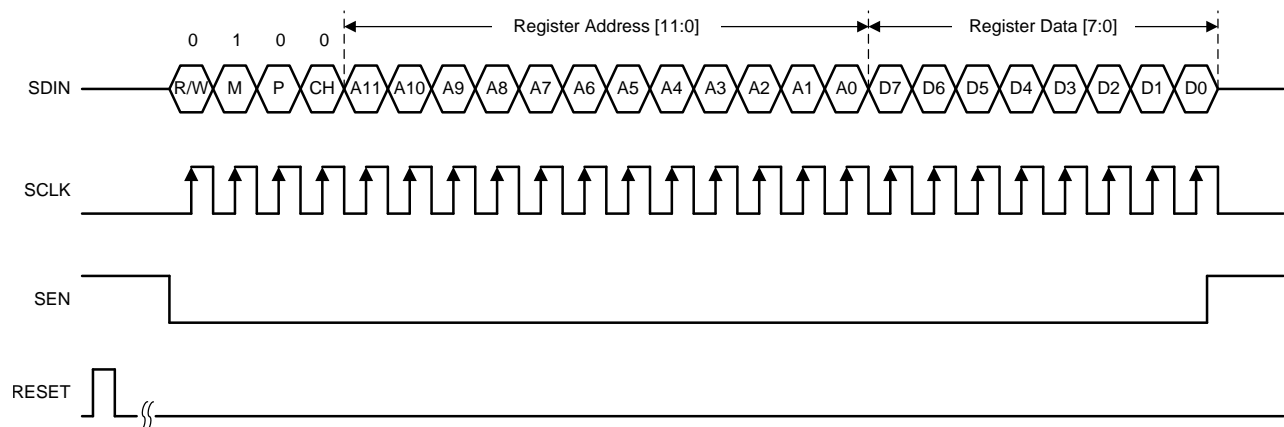 Register Address [11:0] Register Data [7:0]
0 1 0 0
SDIN R/W M P CH A11 A10 A9 A8 A7 A6 A5 A4 A3 A2 A1 A0 D7 D6 D5 D4 D3 D2 D1 D0
SCLK
SEN
RESET